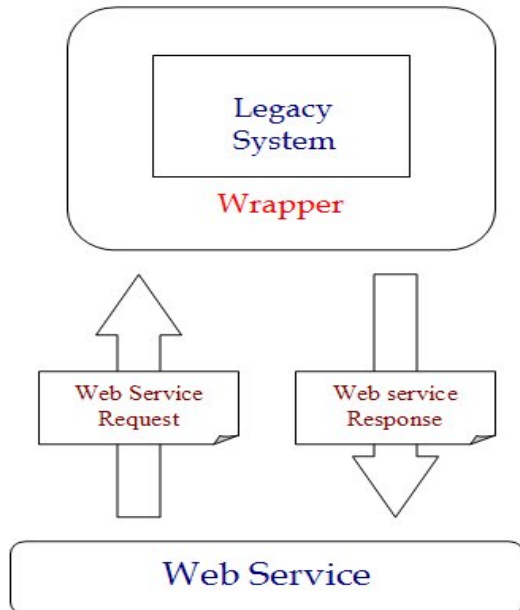 Legacy
System
Wrapper
Web Service
Request
Web service
Response
Web Service